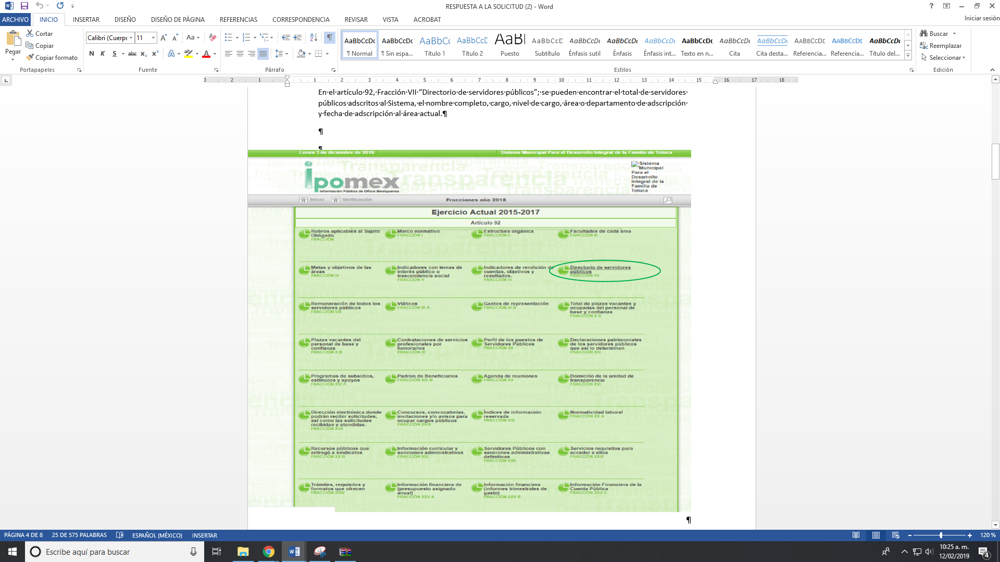 RESPUESTA A LA SOLICITUD (2) - Word
Iniciar sesión
ARCHIVO INICIO INSERTAR DISEÑO DISEÑO DE PÁGINA REFERENCIAS CORRESPONDENCIA REVISAR VISTA ACROBAT
Pegar
Cortar
Copiar
Copiar formato
Portapapeles
Calibri (Cuerpo 11
Fuente
Párrafo
AaBbCcDc AaBbCcDc AaBbCc AaBbCcD AaBl AaBbCcD AaBbCcDc AaBbCcDc AaBbCcDc AaBbCcDc AaBbCcDc AaBbCcDc AABBCCDD AABBCCDD AaBbCcDc
¶ Normal ¶ Sin espa... Título 1 Título 2 Puesto Subtítulo Énfasis sutil Énfasis Énfasis int... Texto en n... Cita Cita desta... Referencia... Referencia... Título del...
Estilos
Buscar
Reemplazar
Seleccionar
Edición
3 2 1 1 2 3 4 5 6 7 8 9 10 11 12 13 14 15 16 17 18
En el artículo 92, Fracción VII “Directorio de servidores públicos”; se pueden encontrar el total de servidores
públicos adscritos al Sistema, el nombre completo, cargo, nivel de cargo, área o departamento de adscripción
y fecha de adscripción al área actual.¶
¶
¶
Lunes 3 de diciembre de 2018 Sistema Municipal Para el Desarrollo Integral de la Familia de Toluca
ipomex
Información Pública de Oficio Mexiquense
Transparencia
Sistema
Municipal
Para el
Desarrollo
Integral de la
Familia de
Toluca
Inicio Verificación Fracciones año 2018
Ejercicio Actual 2015-2017
Artículo 92
Rubros aplicables al Sujeto
Obligado
FRACCIÓN
Marco normativo
FRACCIÓN I
Estructura orgánica
FRACCIÓN II
Facultades de cada área
FRACCIÓN III
Metas y objetivos de las
áreas
FRACCIÓN IV
Indicadores con temas de
interés público o
trascendencia social
FRACCIÓN V
Indicadores de rendición de
cuentas, objetivos y
resultados.
FRACCIÓN VI
Directorio de servidores
públicos
FRACCIÓN VII
Remuneración de todos los
servidores públicos
FRACCIÓN VIII
Viáticos
FRACCIÓN IX A
Gastos de representación
FRACCIÓN IX B
Total de plazas vacantes y
ocupadas del personal de
base y confianza
FRACCIÓN X B
Plazas vacantes del
personal de base y
confianza
FRACCIÓN X B
Contrataciones de servicios
profesionales por
honorarios
FRACCIÓN XI
Perfil de los puestos de
Servidores Públicos
FRACCIÓN XII
Declaraciones patrimoniales
de los servidores públicos
que así lo determinen
FRACCIÓN XIII
Programas de subsidios,
estímulos y apoyos
FRACCIÓN XIV A
Padron de Beneficiarios
FRACCIÓN XIV B
Agenda de reuniones
FRACCIÓN XV
Domicilio de la unidad de
transparencia
FRACCIÓN XVI
Dirección electrónica donde
podrán recibir solicitudes,
así como las solicitudes
recibidas y atendidas.
FRACCIÓN XVII
Concursos, convocatorias,
invitaciones y/o avisos para
ocupar cargos públicos
FRACCIÓN XVIII
Índices de información
reservada
FRACCIÓN XIX
Normatividad laboral
FRACCIÓN XX A
Recursos públicos que
entregó a sindicatos
FRACCIÓN XX B
Información curricular y
sanciones administrativas
FRACCIÓN XXI
Servidores Públicos con
sanciones administrativas
definitivas
FRACCIÓN XXII
Servicios requisitos para
acceder a ellos
FRACCIÓN XXIII
Trámites, requisitos y
formatos que ofrecen
FRACCIÓN XXIV
Información financiera de
(presupuesto asignado
anual)
FRACCIÓN XXV A
Información financiera
(informes trimestrales de
gasto)
FRACCIÓN XXV B
Información Financiera de la
Cuenta Pública
FRACCIÓN XXV C
¶
PÁGINA 4 DE 8 25 DE 575 PALABRAS ESPAÑOL (MÉXICO) INSERTAR 120 %
Escribe aquí para buscar
10:25 a. m.
12/02/2019
4